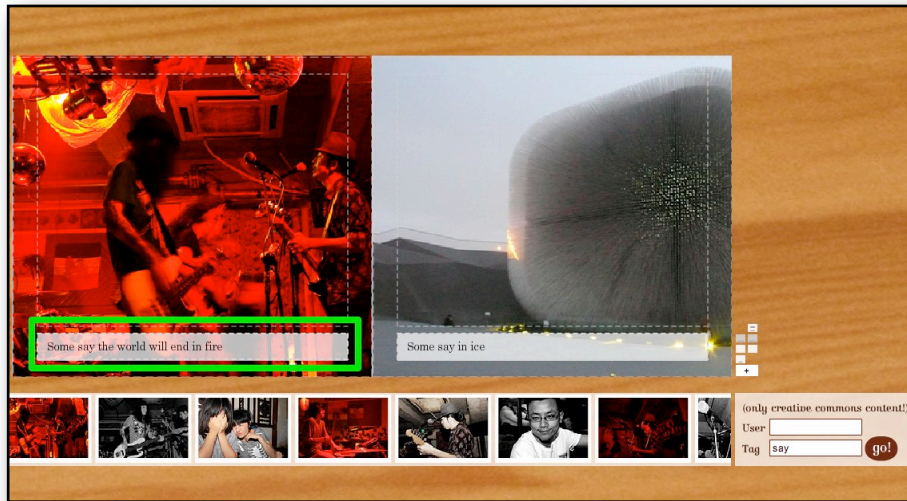 Some say the world will end in fire
Some say in ice
+
(only creative commons content!)
User
Tag say go!